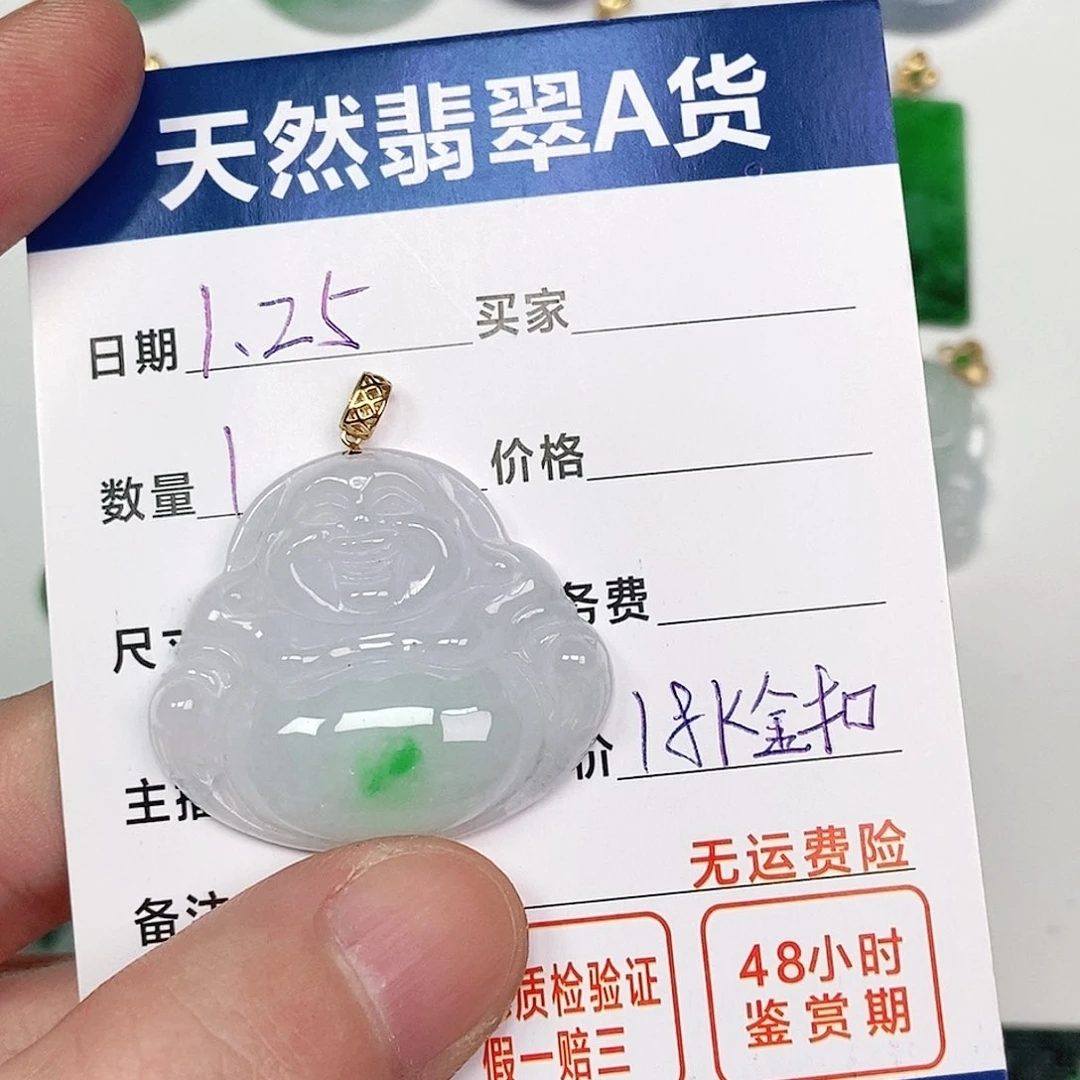 天然翡翠A货
日期 1.25 买家
数量 1 价格
尺寸 务费
主播 价 18K金扣
备注
无运费险
质检验证
假一赔三
48小时
鉴赏期